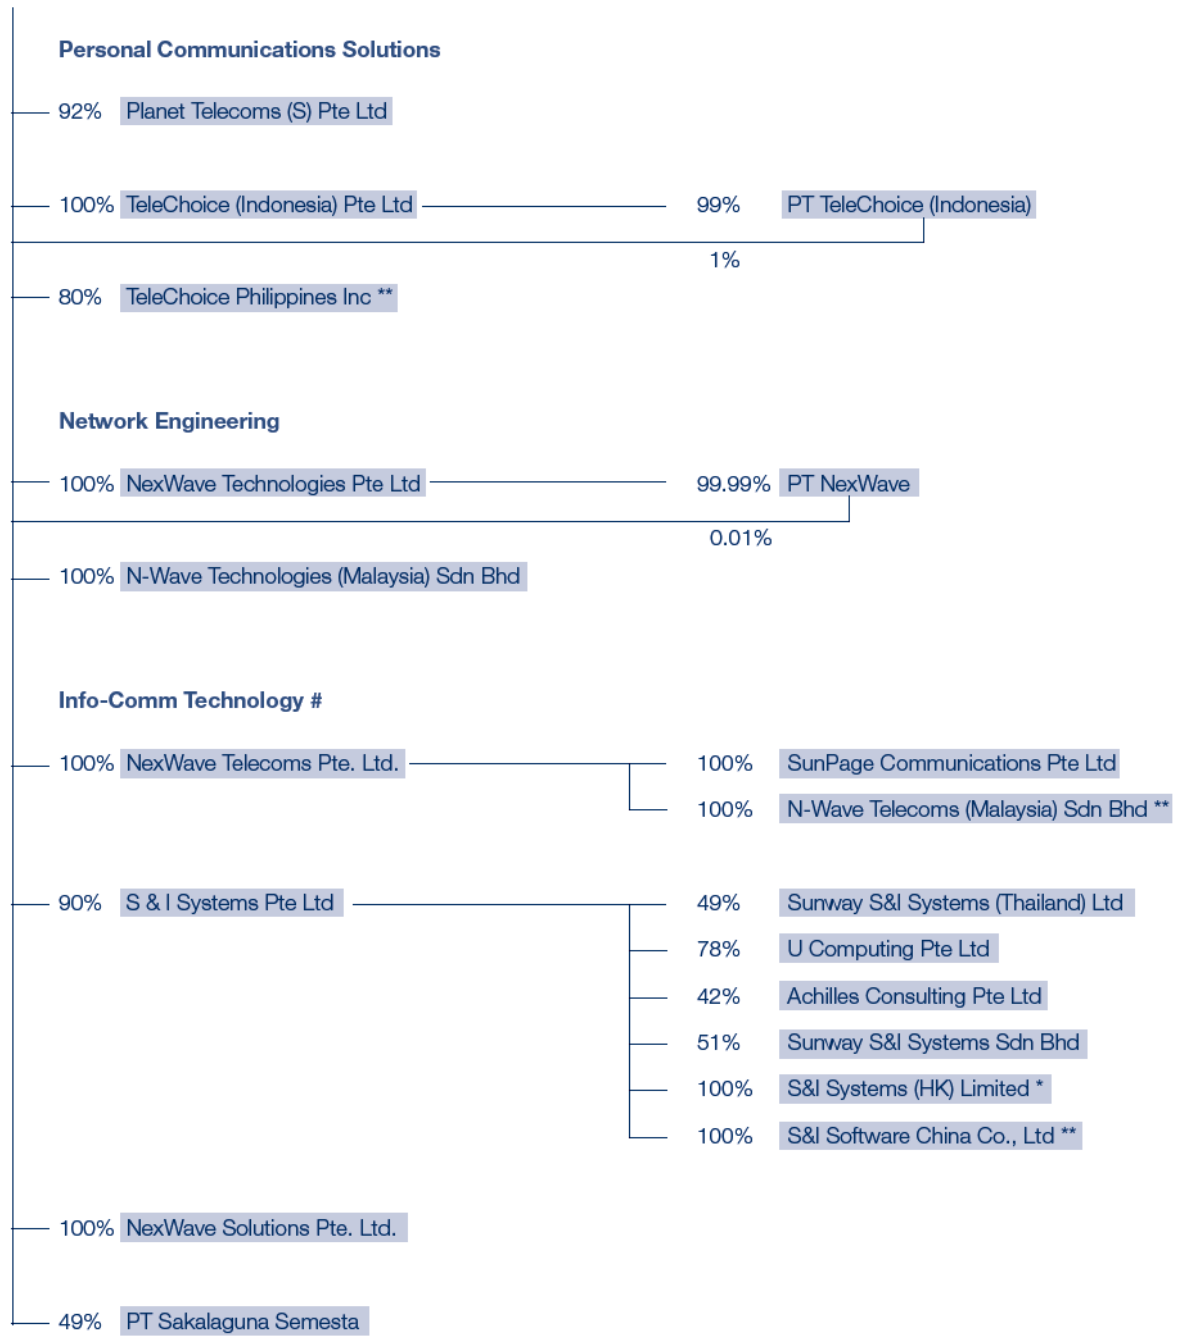 Personal Communications Solutions
92% Planet Telecoms (S) Pte Ltd
100% TeleChoice (Indonesia) Pte Ltd 99% PT TeleChoice (Indonesia)
1%
80% TeleChoice Philippines Inc **
Network Engineering
100% NexWave Technologies Pte Ltd 99.99% PT NexWave
0.01%
100% N-Wave Technologies (Malaysia) Sdn Bhd
Info-Comm Technology #
100% NexWave Telecoms Pte. Ltd. 100% SunPage Communications Pte Ltd
100% N-Wave Telecoms (Malaysia) Sdn Bhd **
90% S & I Systems Pte Ltd 49% Sunway S&I Systems (Thailand) Ltd
78% U Computing Pte Ltd
42% Achilles Consulting Pte Ltd
51% Sunway S&I Systems Sdn Bhd
100% S&I Systems (HK) Limited *
100% S&I Software China Co., Ltd **
100% NexWave Solutions Pte. Ltd.
49% PT Sakalaguna Semesta